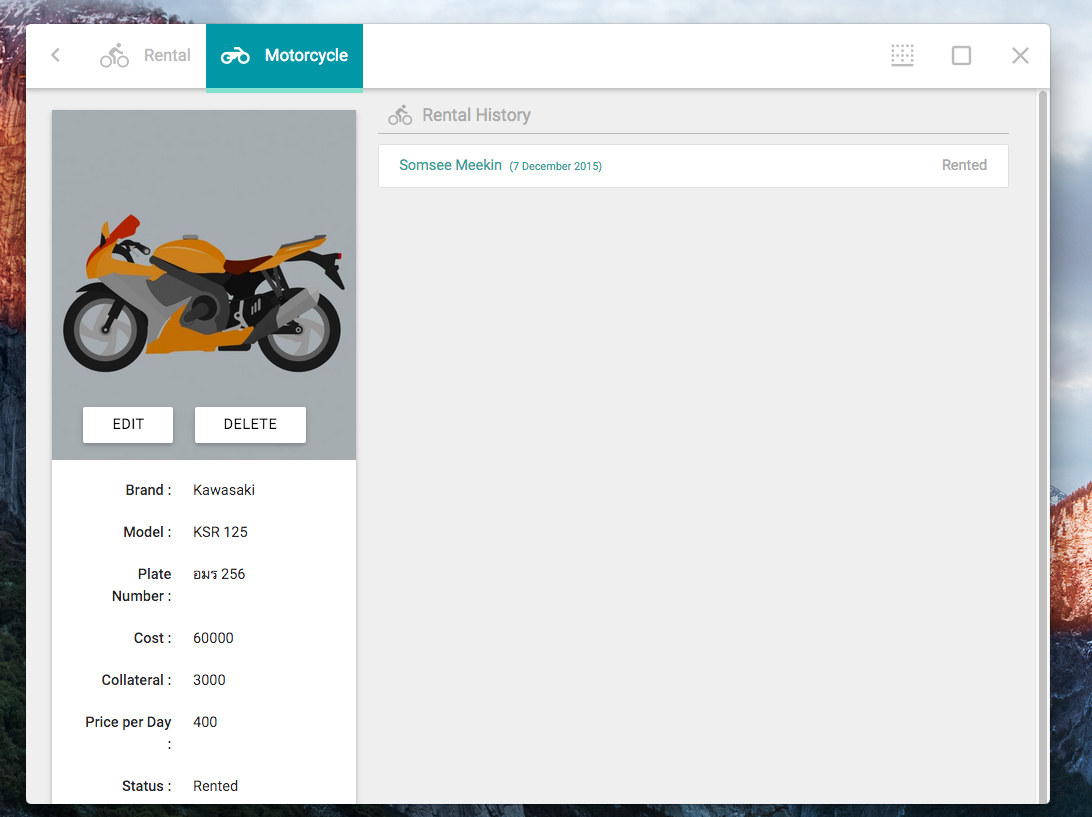 Rental
Motorcycle
Rental History
Somsee Meekin (7 December 2015)
Rented
EDIT
DELETE
Brand : Kawasaki
Model : KSR 125
Plate
Number : อมร 256
Cost : 60000
Collateral : 3000
Price per Day
: 400
Status : Rented